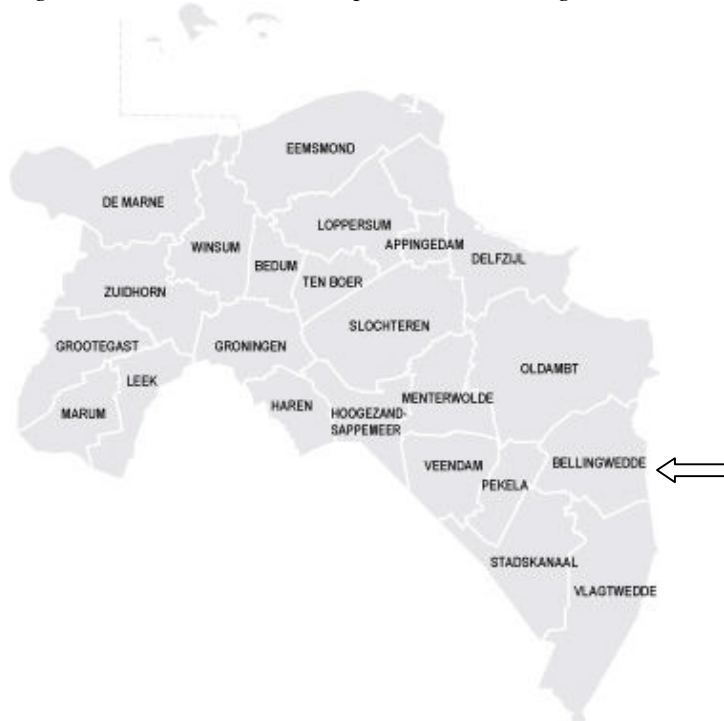 EEMSMOND
DE MARNE
LOPPERSUM
WINSUM
APPINGEDAM
BEDUM
DELFZIJL
TEN BOER
ZUIDHORN
SLOCHTEREN
GROOTEGAST
GRONINGEN
OLDAMBT
LEEK
MENTERWOLDE
HAREN
MARUM
HOOGEZAND-
SAPPEMEER
BELLINGWEDDE
VEENDAM
PEKELA
STADSKANAAL
VLAGTWEDDE